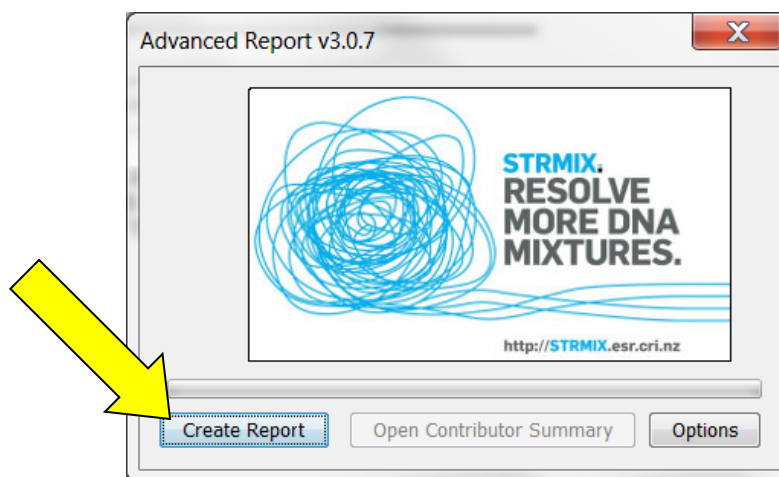 Advanced Report v3.0.7
STRMIX.
RESOLVE
MORE DNA
MIXTURES.
http://STRMIX.esr.cri.nz
Create Report
Open Contributor Summary
Options